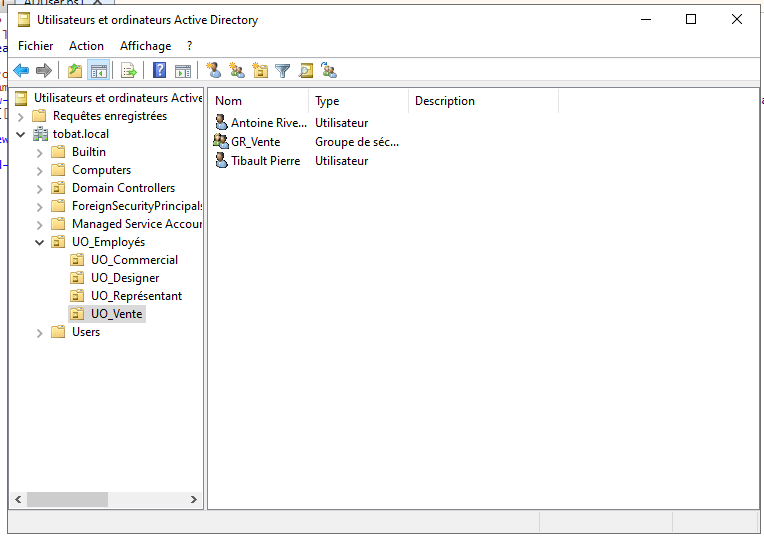 ADUser.ps1
Utilisateurs et ordinateurs Active Directory
Fichier Action Affichage ?
Utilisateurs et ordinateurs Active
Requêtes enregistrées
tobat.local
Builtin
Computers
Domain Controllers
ForeignSecurityPrincipals
Managed Service Accour
UO_Employés
UO_Commercial
UO_Designer
UO_Représentant
UO_Vente
Users
Nom Type Description
Antoine Rive... Utilisateur
GR_Vente Groupe de séc...
Tibault Pierre Utilisateur